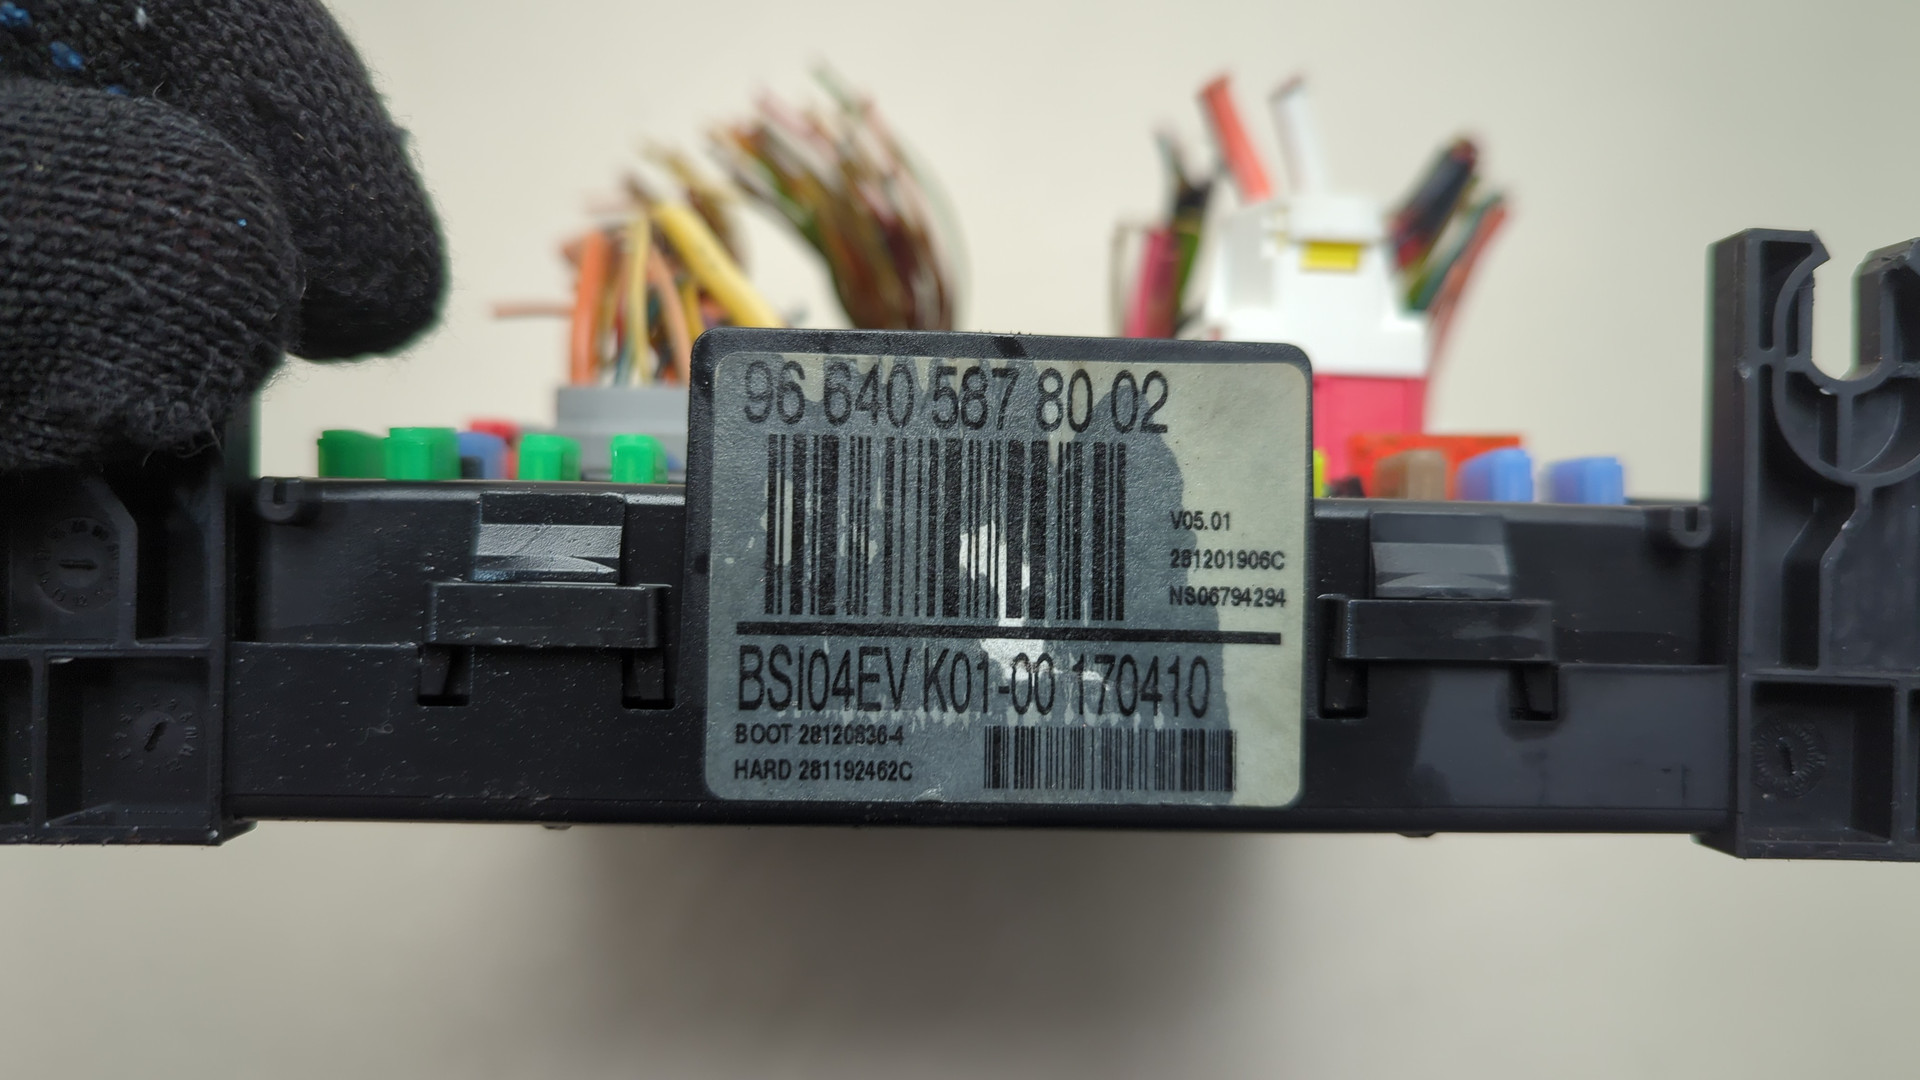 96 640 587 80 02
V05.01
281201906C
NS06794294
BSI04EV K01-00 170410
BOOT 28120836-4
HARD 281192462C